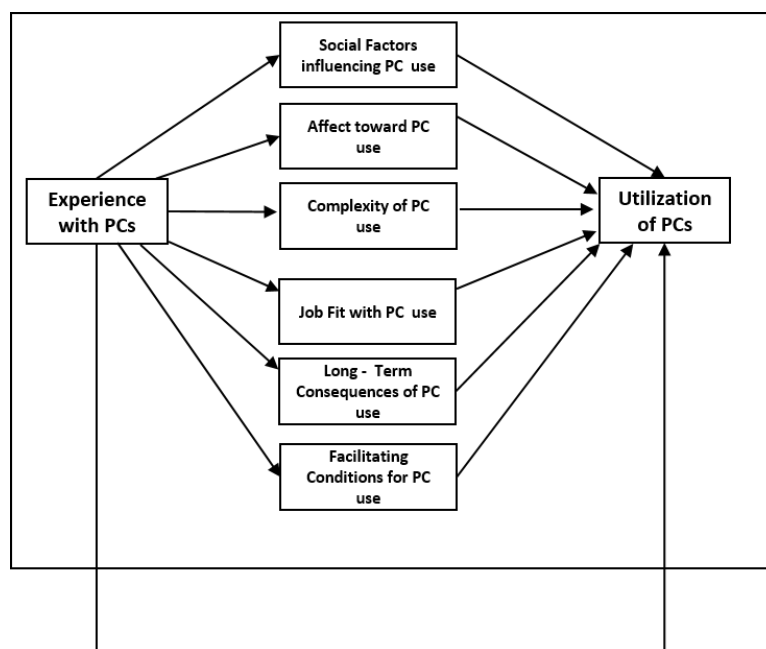 Social Factors
influencing PC use
Affect toward PC
use
Experience
with PCs
Complexity of PC
use
Utilization
of PCs
Job Fit with PC use
Long - Term
Consequences of PC
use
Facilitating
Conditions for PC
use